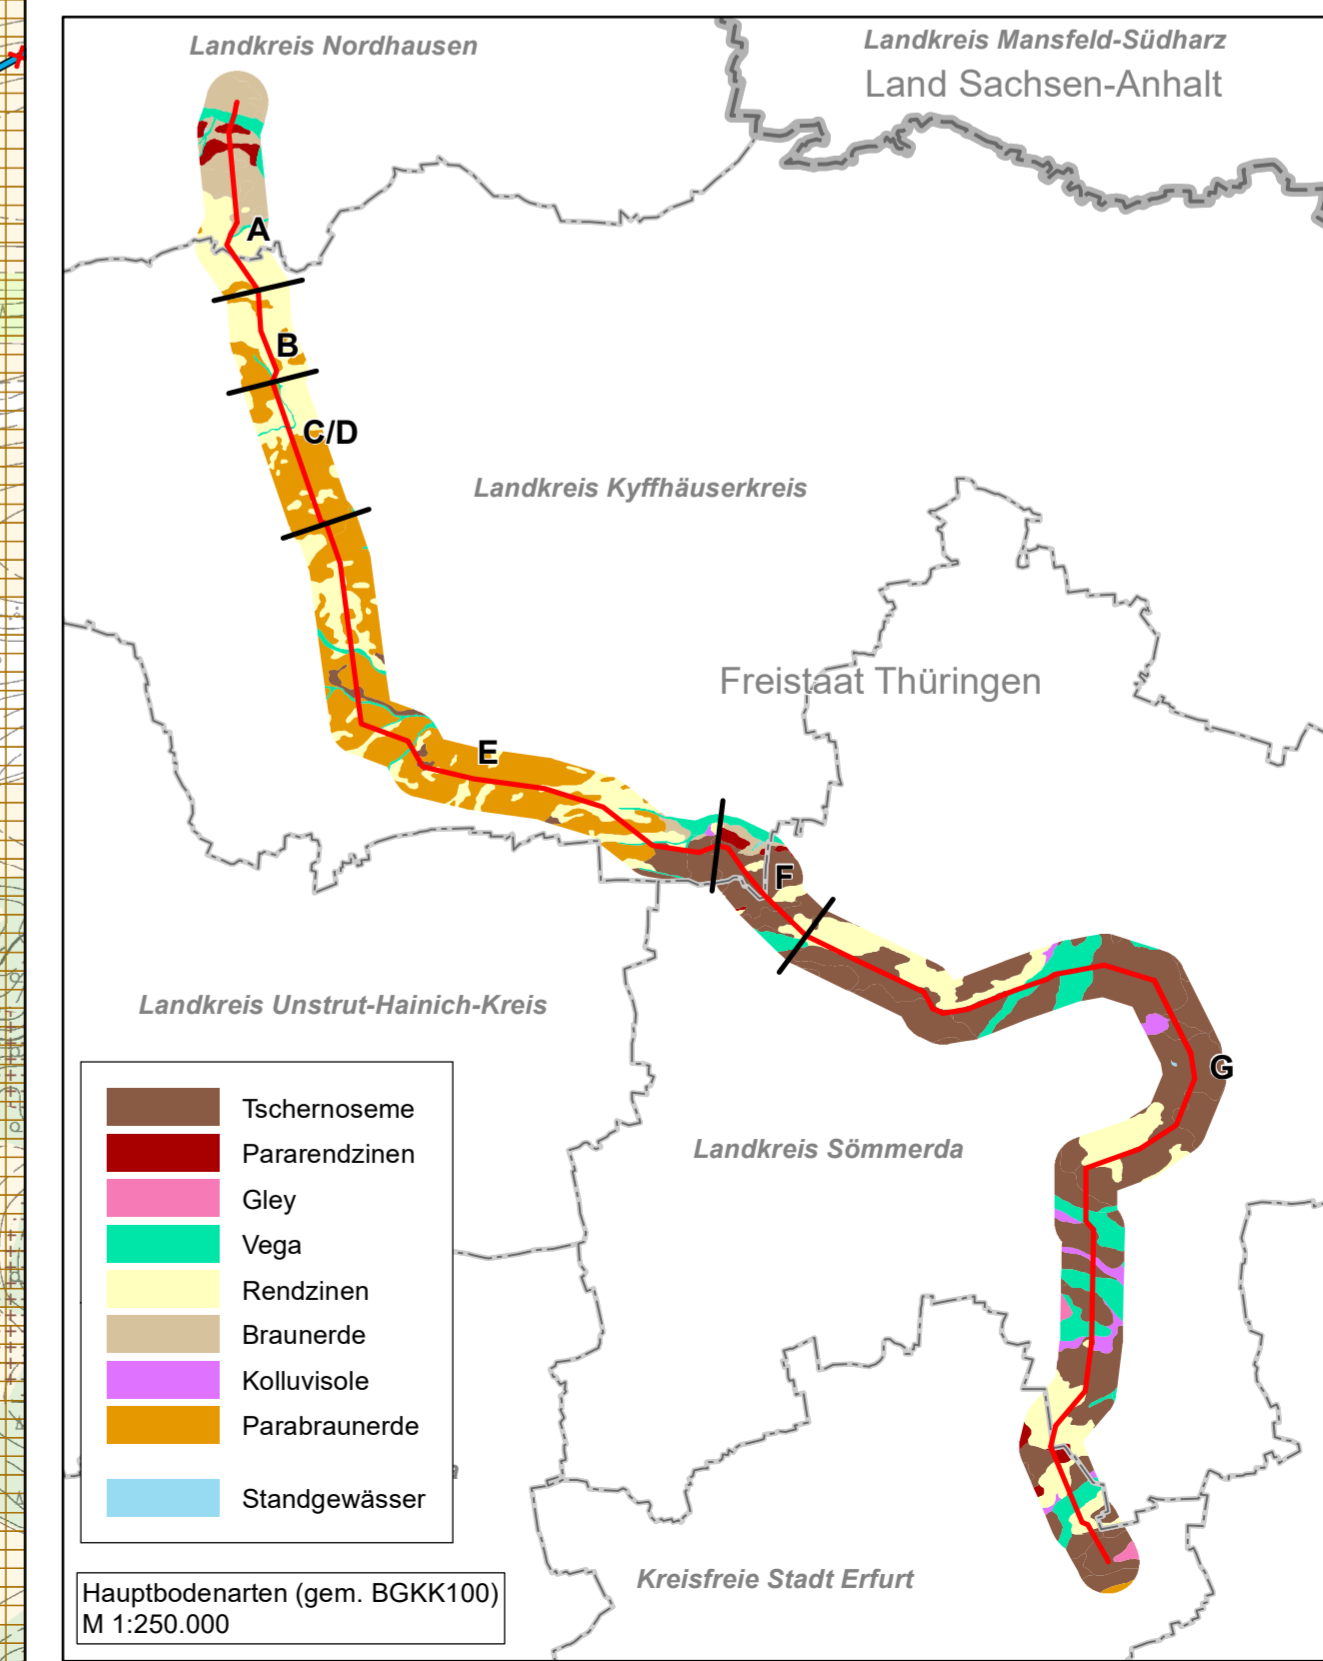 Landkreis Nordhausen
Landkreis Mansfeld-Südharz
Land Sachsen-Anhalt
A
B
C/D
Landkreis Kyffhäuserkreis
Freistaat Thüringen
E
F
Landkreis Unstrut-Hainich-Kreis
G
Landkreis Sömmerda
Tschernoseme
Pararendzinen
Gley
Vega
Rendzinen
Braunerde
Kolluvisole
Parabraunerde
Standgewässer
Kreisfreie Stadt Erfurt
Hauptbodenarten (gem. BGKK100)
M 1:250.000